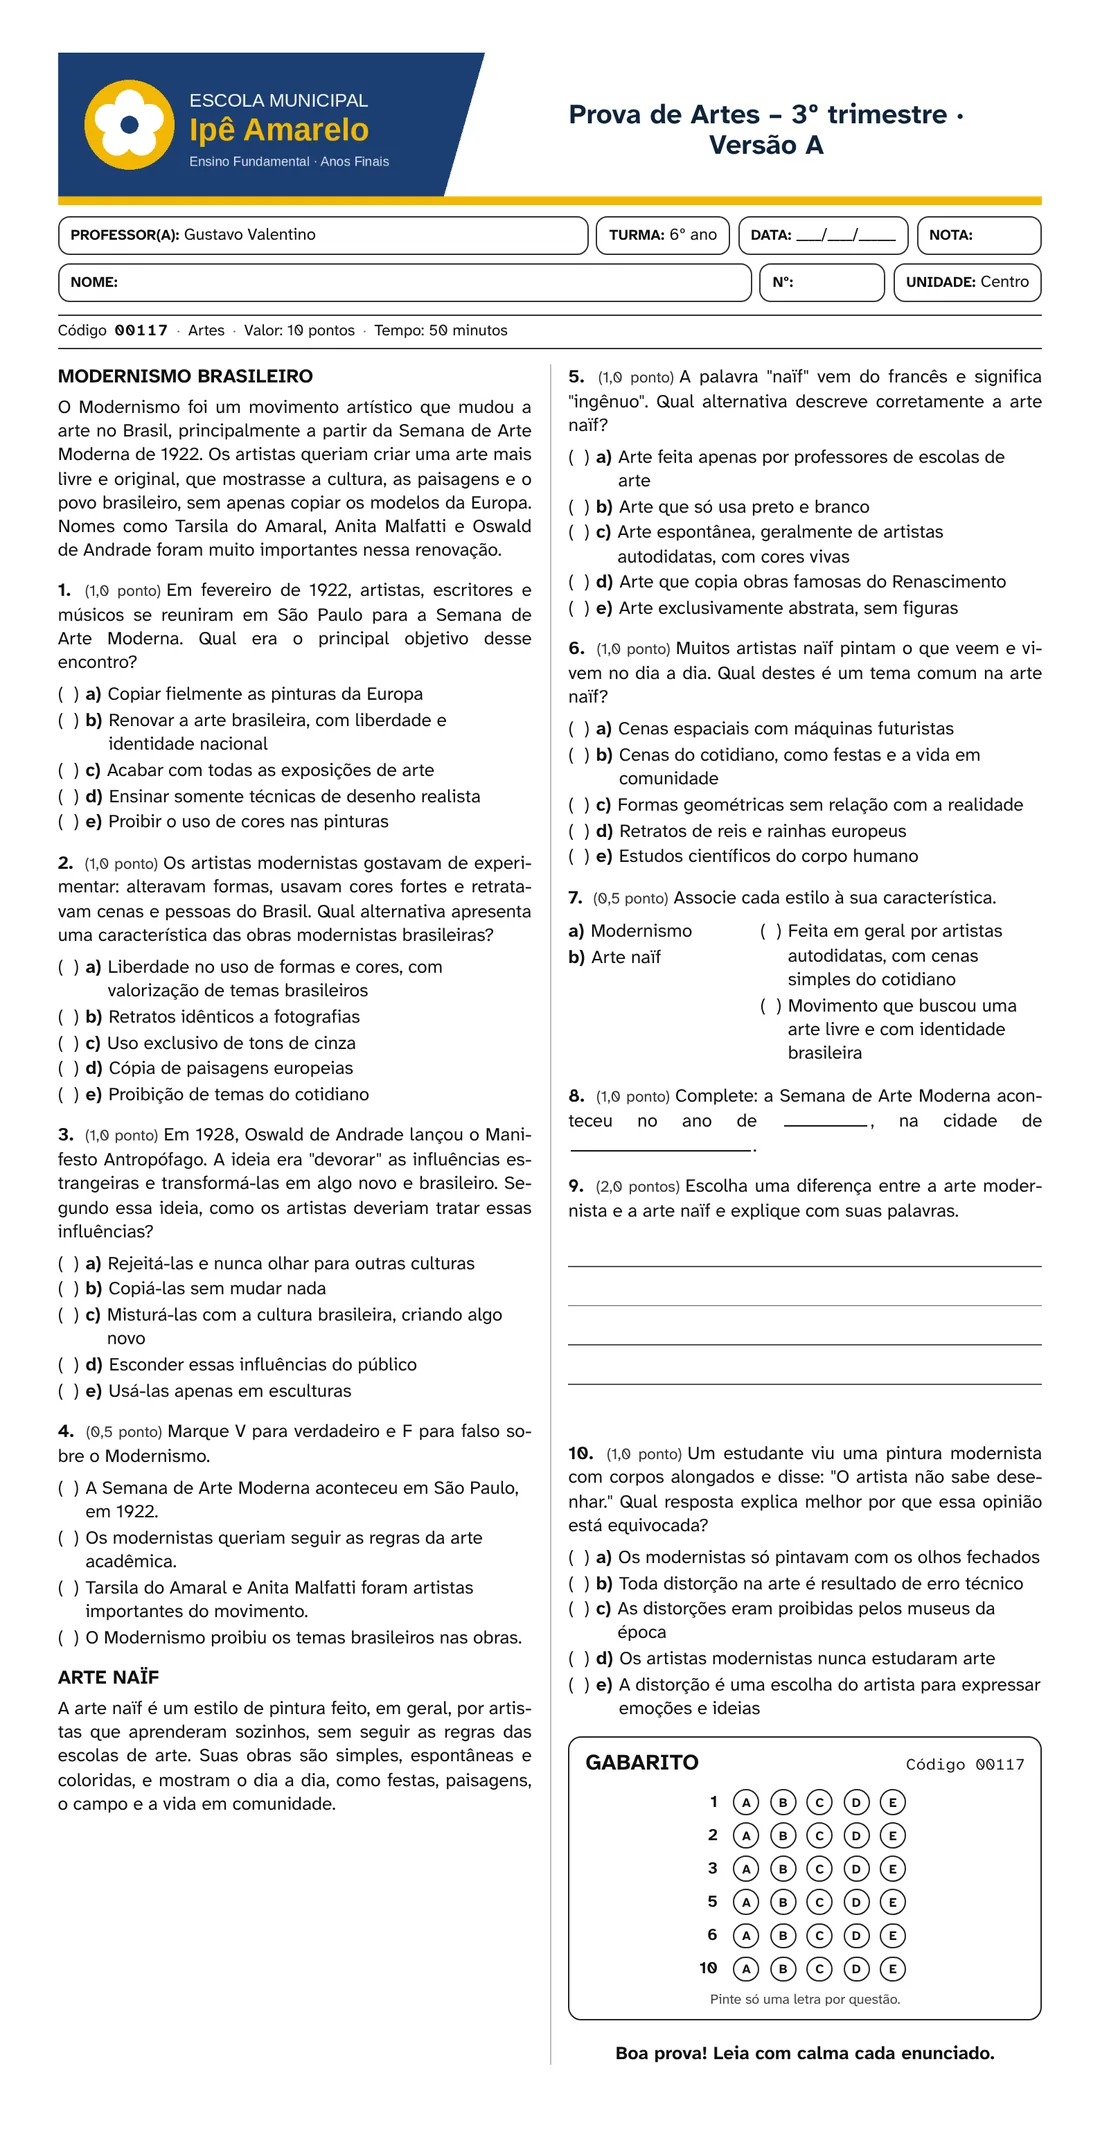 ESCOLA MUNICIPAL
Ipê Amarelo
Ensino Fundamental · Anos Finais
Prova de Artes – 3º trimestre ·
Versão A
PROFESSOR(A): Gustavo Valentino
TURMA: 6º ano
DATA: ___/___/_____
NOTA:
NOME:
Nº:
UNIDADE: Centro
Código 00117 · Artes · Valor: 10 pontos · Tempo: 50 minutos
MODERNISMO BRASILEIRO
O Modernismo foi um movimento artístico que mudou a
arte no Brasil, principalmente a partir da Semana de Arte
Moderna de 1922. Os artistas queriam criar uma arte mais
livre e original, que mostrasse a cultura, as paisagens e o
povo brasileiro, sem apenas copiar os modelos da Europa.
Nomes como Tarsila do Amaral, Anita Malfatti e Oswald
de Andrade foram muito importantes nessa renovação.
1. (1,0 ponto) Em fevereiro de 1922, artistas, escritores e
músicos se reuniram em São Paulo para a Semana de
Arte Moderna. Qual era o principal objetivo desse
encontro?
( ) a) Copiar fielmente as pinturas da Europa
( ) b) Renovar a arte brasileira, com liberdade e
identidade nacional
( ) c) Acabar com todas as exposições de arte
( ) d) Ensinar somente técnicas de desenho realista
( ) e) Proibir o uso de cores nas pinturas
2. (1,0 ponto) Os artistas modernistas gostavam de experi-
mentar: alteravam formas, usavam cores fortes e retrata-
vam cenas e pessoas do Brasil. Qual alternativa apresenta
uma característica das obras modernistas brasileiras?
( ) a) Liberdade no uso de formas e cores, com
valorização de temas brasileiros
( ) b) Retratos idênticos a fotografias
( ) c) Uso exclusivo de tons de cinza
( ) d) Cópia de paisagens europeias
( ) e) Proibição de temas do cotidiano
3. (1,0 ponto) Em 1928, Oswald de Andrade lançou o Mani-
festo Antropófago. A ideia era "devorar" as influências es-
trangeiras e transformá-las em algo novo e brasileiro. Se-
gundo essa ideia, como os artistas deveriam tratar essas
influências?
( ) a) Rejeitá-las e nunca olhar para outras culturas
( ) b) Copiá-las sem mudar nada
( ) c) Misturá-las com a cultura brasileira, criando algo
novo
( ) d) Esconder essas influências do público
( ) e) Usá-las apenas em esculturas
4. (0,5 ponto) Marque V para verdadeiro e F para falso so-
bre o Modernismo.
( ) A Semana de Arte Moderna aconteceu em São Paulo,
em 1922.
( ) Os modernistas queriam seguir as regras da arte
acadêmica.
( ) Tarsila do Amaral e Anita Malfatti foram artistas
importantes do movimento.
( ) O Modernismo proibiu os temas brasileiros nas obras.
ARTE NAÏF
A arte naïf é um estilo de pintura feito, em geral, por artis-
tas que aprenderam sozinhos, sem seguir as regras das
escolas de arte. Suas obras são simples, espontâneas e
coloridas, e mostram o dia a dia, como festas, paisagens,
o campo e a vida em comunidade.
5. (1,0 ponto) A palavra "naïf" vem do francês e significa
"ingênuo". Qual alternativa descreve corretamente a arte
naïf?
( ) a) Arte feita apenas por professores de escolas de
arte
( ) b) Arte que só usa preto e branco
( ) c) Arte espontânea, geralmente de artistas
autodidatas, com cores vivas
( ) d) Arte que copia obras famosas do Renascimento
( ) e) Arte exclusivamente abstrata, sem figuras
6. (1,0 ponto) Muitos artistas naïf pintam o que veem e vi-
vem no dia a dia. Qual destes é um tema comum na arte
naïf?
( ) a) Cenas espaciais com máquinas futuristas
( ) b) Cenas do cotidiano, como festas e a vida em
comunidade
( ) c) Formas geométricas sem relação com a realidade
( ) d) Retratos de reis e rainhas europeus
( ) e) Estudos científicos do corpo humano
7. (0,5 ponto) Associe cada estilo à sua característica.
a) Modernismo
b) Arte naïf
( ) Feita em geral por artistas
autodidatas, com cenas
simples do cotidiano
( ) Movimento que buscou uma
arte livre e com identidade
brasileira
8. (1,0 ponto) Complete: a Semana de Arte Moderna acon-
teceu no ano de ________, na cidade de
__________________.
9. (2,0 pontos) Escolha uma diferença entre a arte moder-
nista e a arte naïf e explique com suas palavras.
10. (1,0 ponto) Um estudante viu uma pintura modernista
com corpos alongados e disse: "O artista não sabe dese-
nhar." Qual resposta explica melhor por que essa opinião
está equivocada?
( ) a) Os modernistas só pintavam com os olhos fechados
( ) b) Toda distorção na arte é resultado de erro técnico
( ) c) As distorções eram proibidas pelos museus da
época
( ) d) Os artistas modernistas nunca estudaram arte
( ) e) A distorção é uma escolha do artista para expressar
emoções e ideias
GABARITO Código 00117
1 A B C D E
2 A B C D E
3 A B C D E
5 A B C D E
6 A B C D E
10 A B C D E
Pinte só uma letra por questão.
Boa prova! Leia com calma cada enunciado.